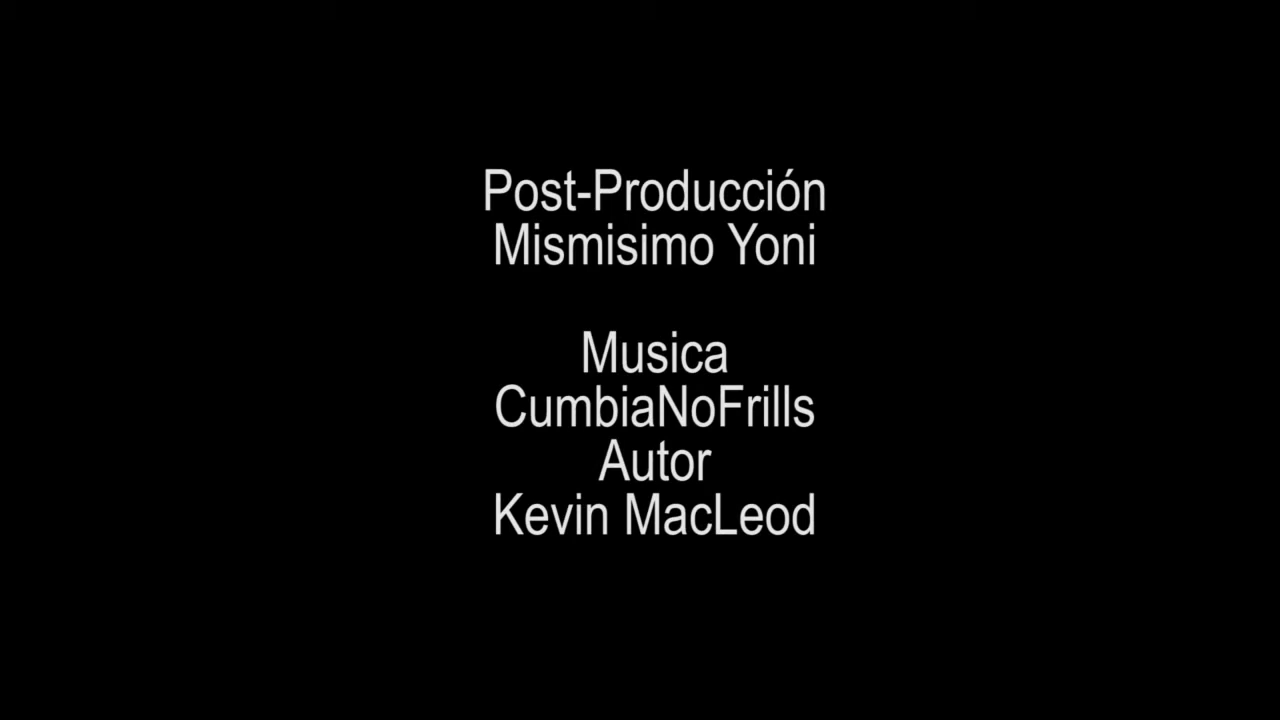 Post-Producción
Mismisimo Yoni
Musica
CumbiaNoFrills
Autor
Kevin MacLeod